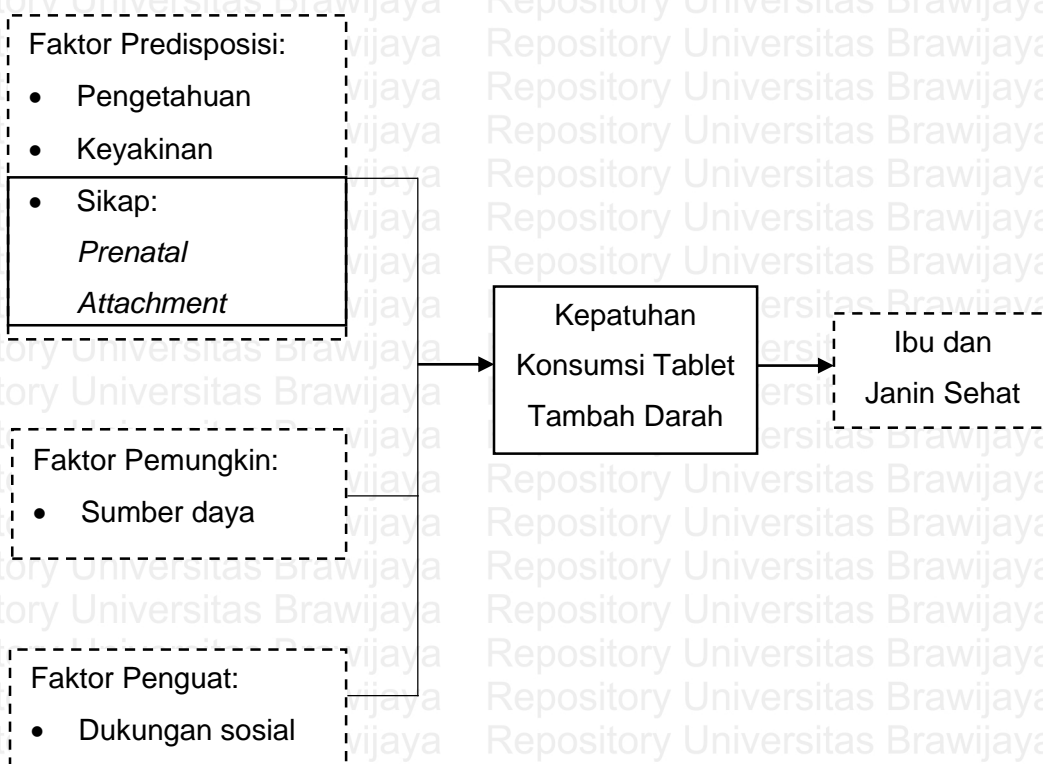 Faktor Predisposisi:
• Pengetahuan
• Keyakinan
• Sikap:
Prenatal
Attachment
Faktor Pemungkin:
• Sumber daya
Faktor Penguat:
• Dukungan sosial
Kepatuhan
Konsumsi Tablet
Tambah Darah
Ibu dan
Janin Sehat
Repository Universitas Brawijaya